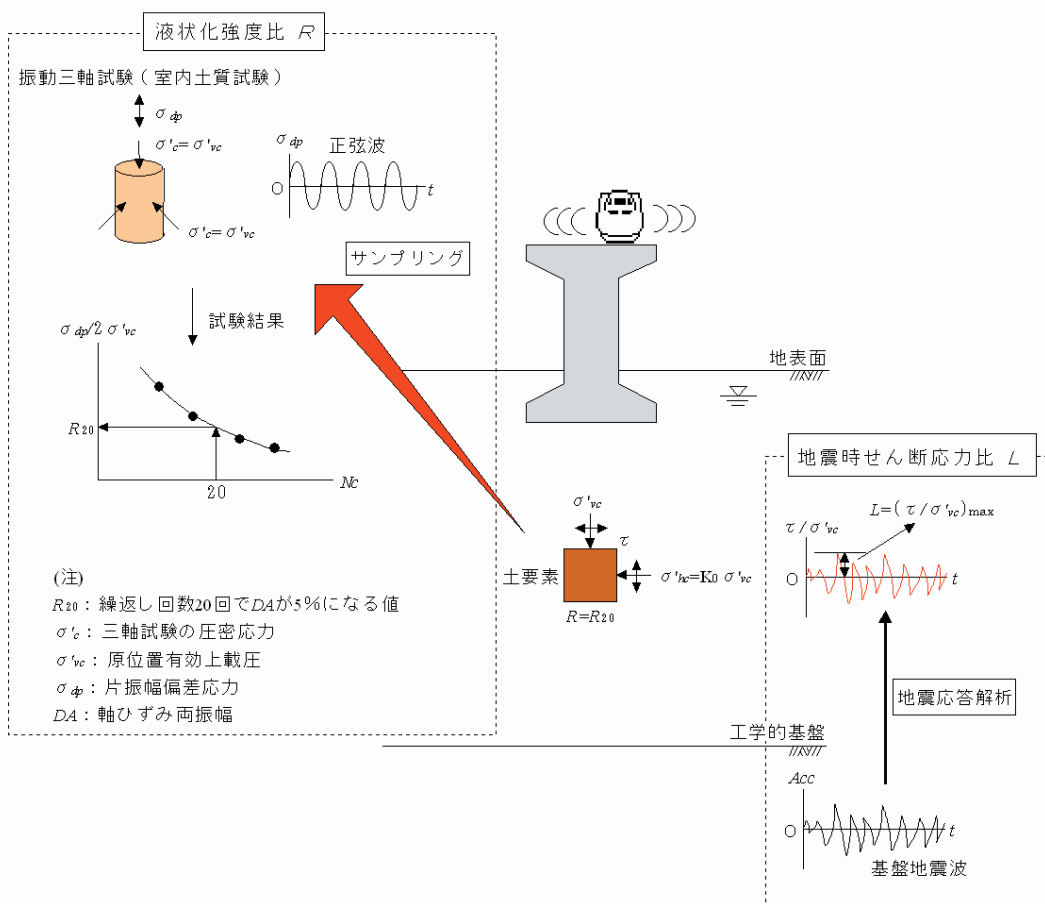 液状化強度比 R
振動三軸試験(室内土質試験)
σdp
σ'c=σ'vc
σ'c=σ'vc
σdp
正弦波
O
t
サンプリング
試験結果
σdp/2σ'vc
R20
20
Nc
(注)
R20:繰返し回数20回でDAが5%になる値
σ'c:三軸試験の圧密応力
σ'vc:原位置有効上載圧
σdp:片振幅偏差応力
DA:軸ひずみ両振幅
地表面
σ'vc
τ
土要素
σ'hc=K0σ'vc
R=R20
工学的基盤
地震時せん断応力比 L
L=(τ/σ'vc)max
τ/σ'vc
O
t
地震応答解析
Acc
O
t
基盤地震波